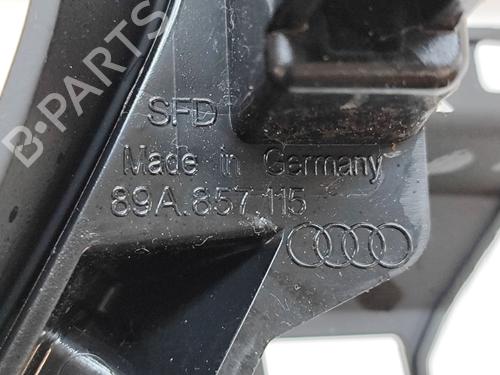 B-PARTS
SFD
Made in Germany
89A.857.115